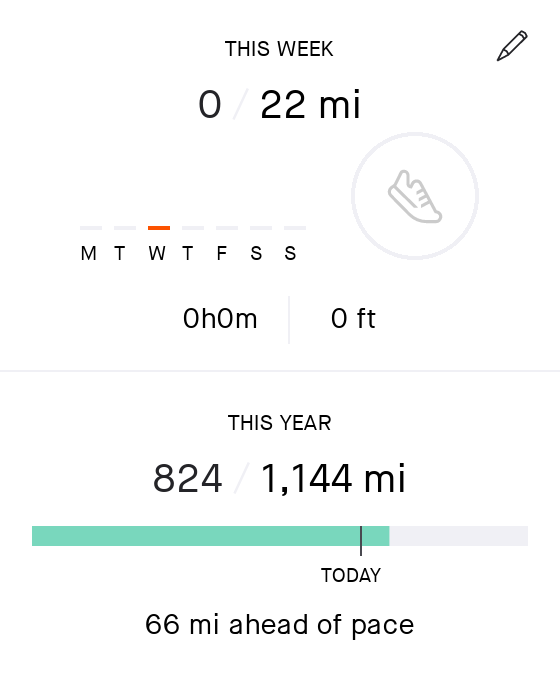 THIS WEEK
0 / 22 mi
M T W T F S S
0h0m 0 ft
THIS YEAR
824 / 1,144 mi
TODAY
66 mi ahead of pace